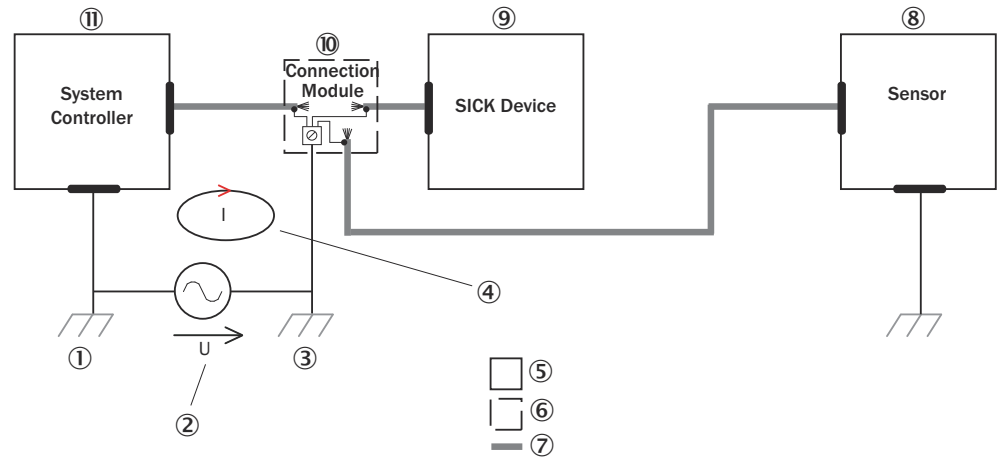 ⑪
⑨
⑧
⑩
System
Controller
Connection
Module
SICK Device
Sensor
I
④
U
①
③
②
⑤
⑥
⑦